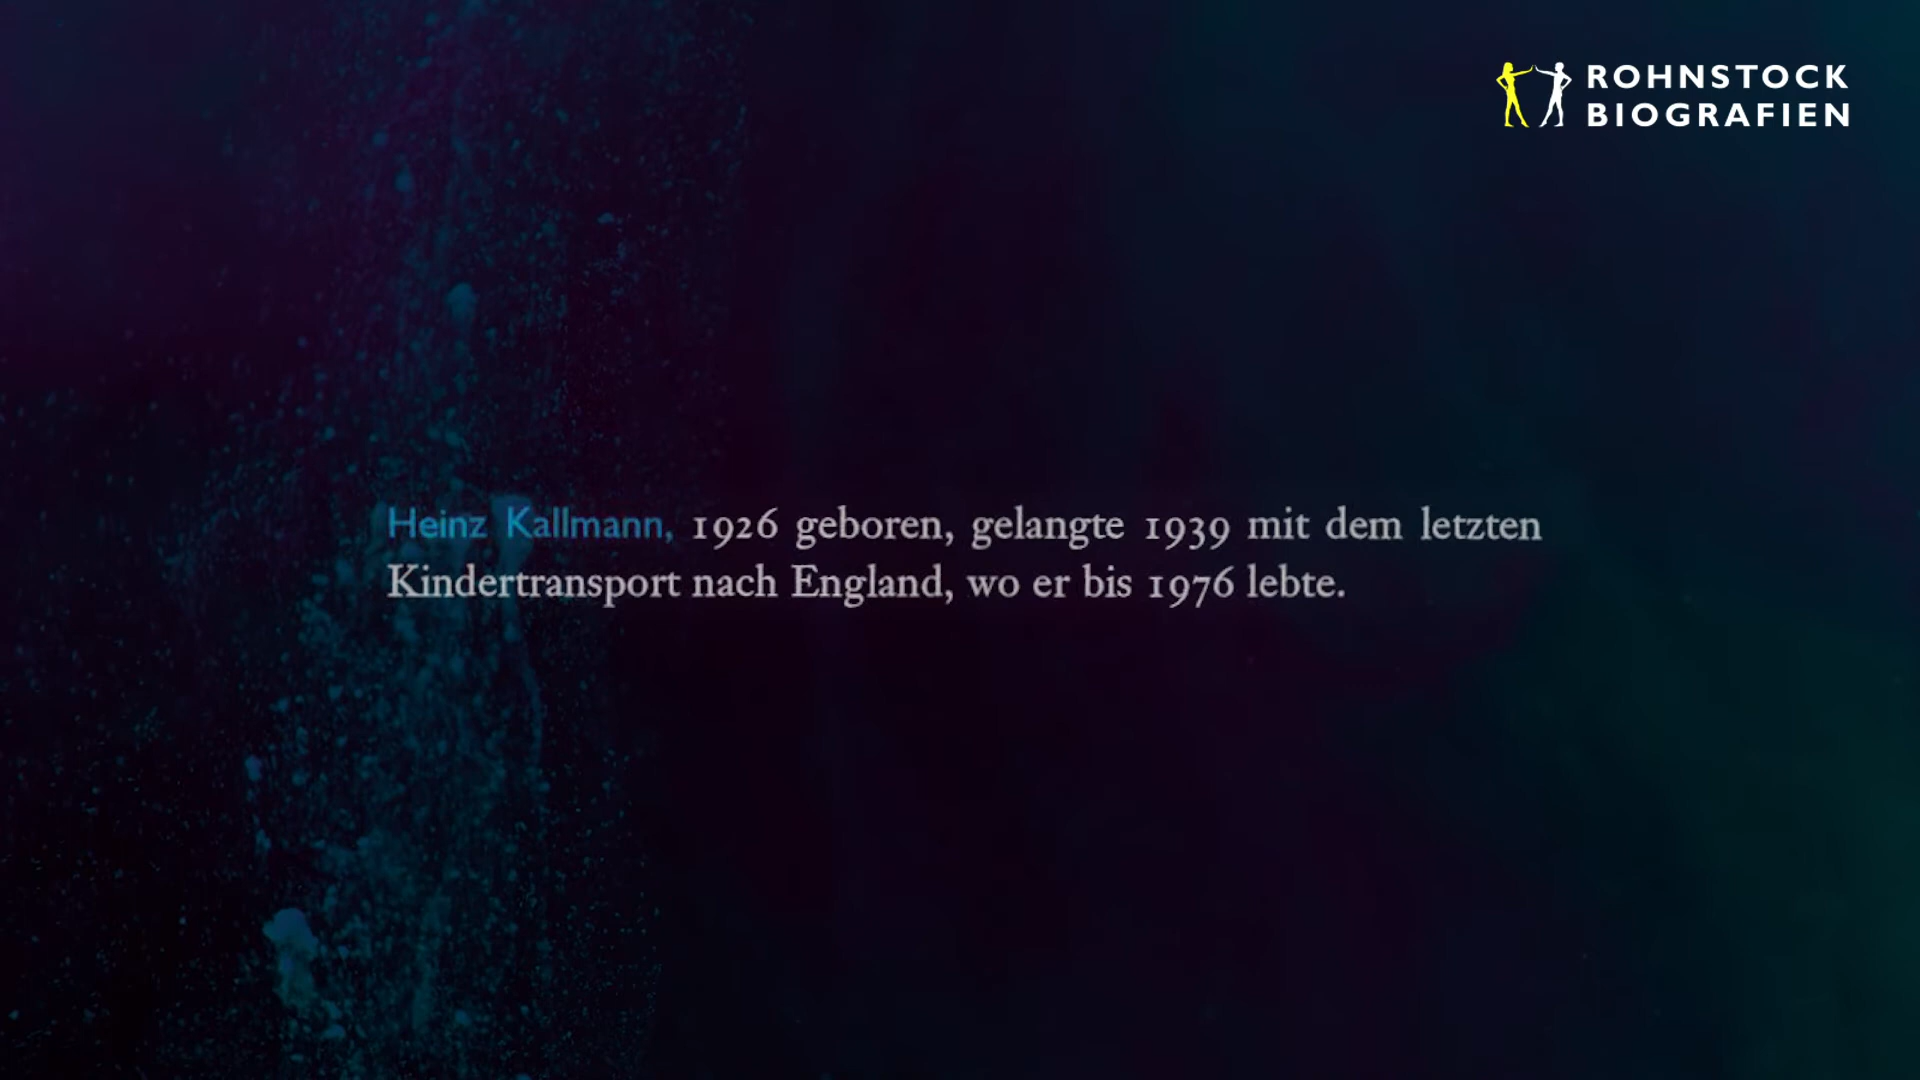 ROHNSTOCK
BIOGRAFIEN
Heinz Kallmann, 1926 geboren, gelangte 1939 mit dem letzten
Kindertransport nach England, wo er bis 1976 lebte.